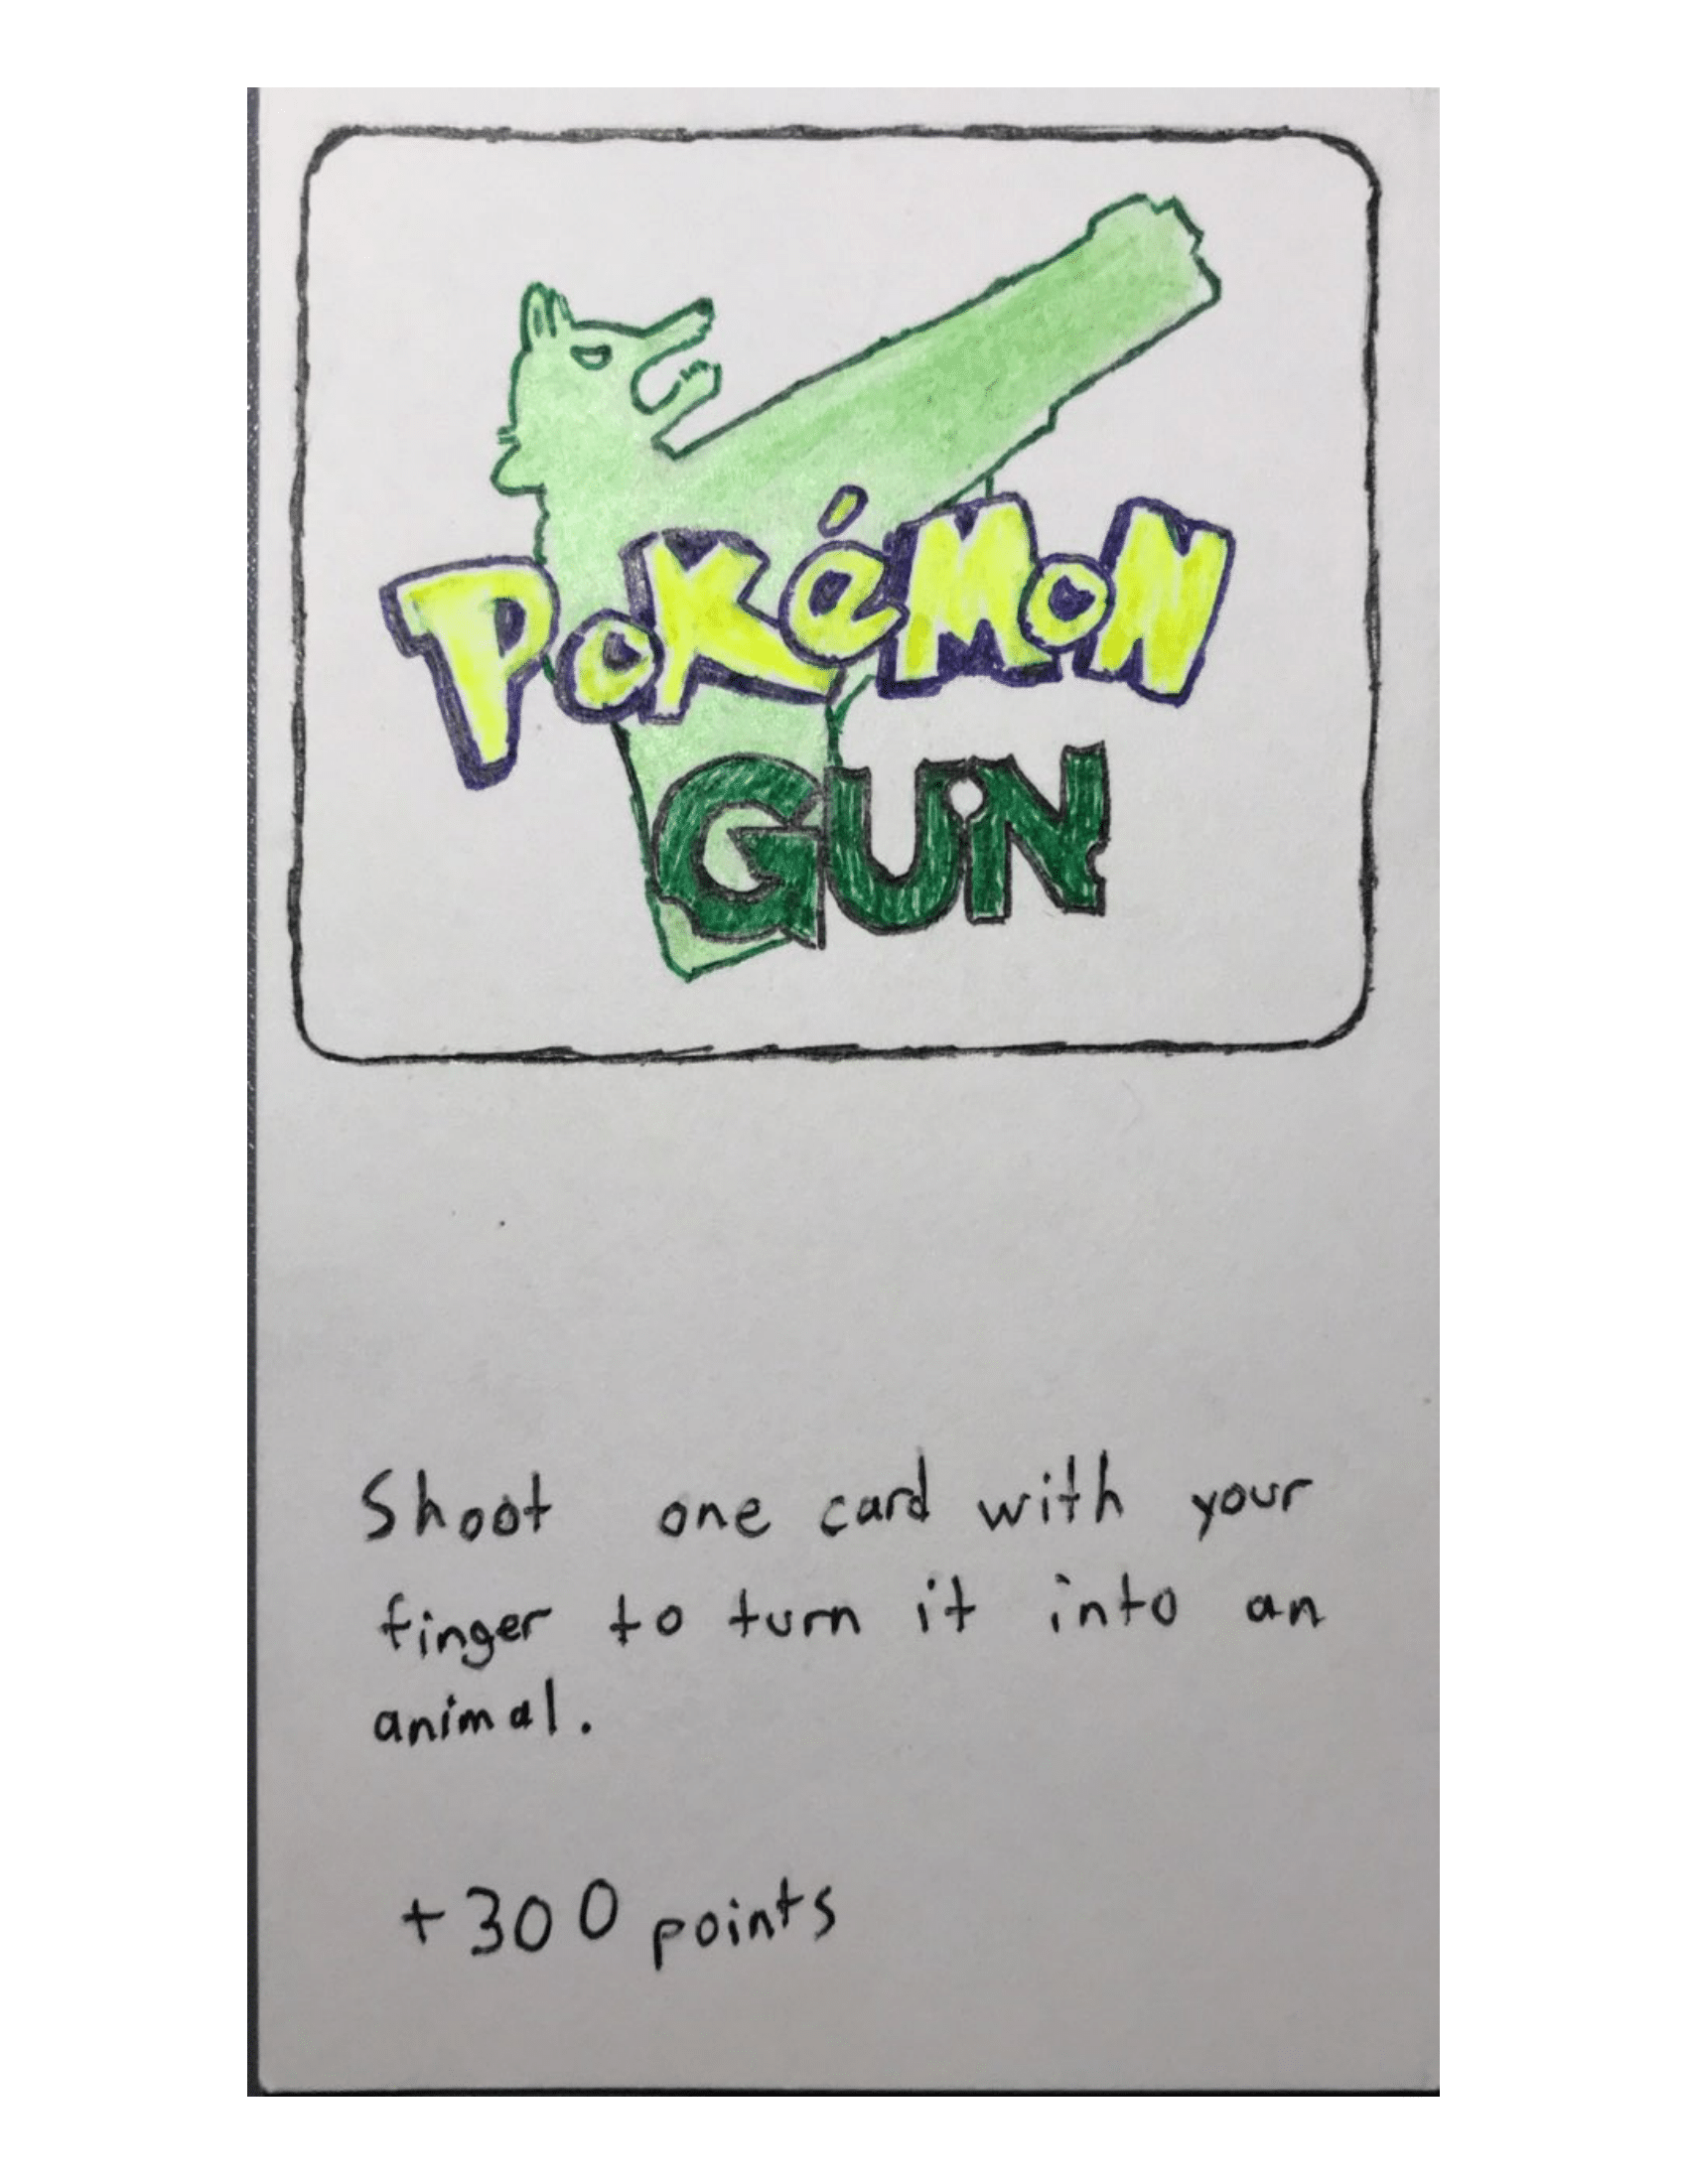 PokéMoN
GUN
Shoot one card with your
finger to turn it into an
animal.
+300 points